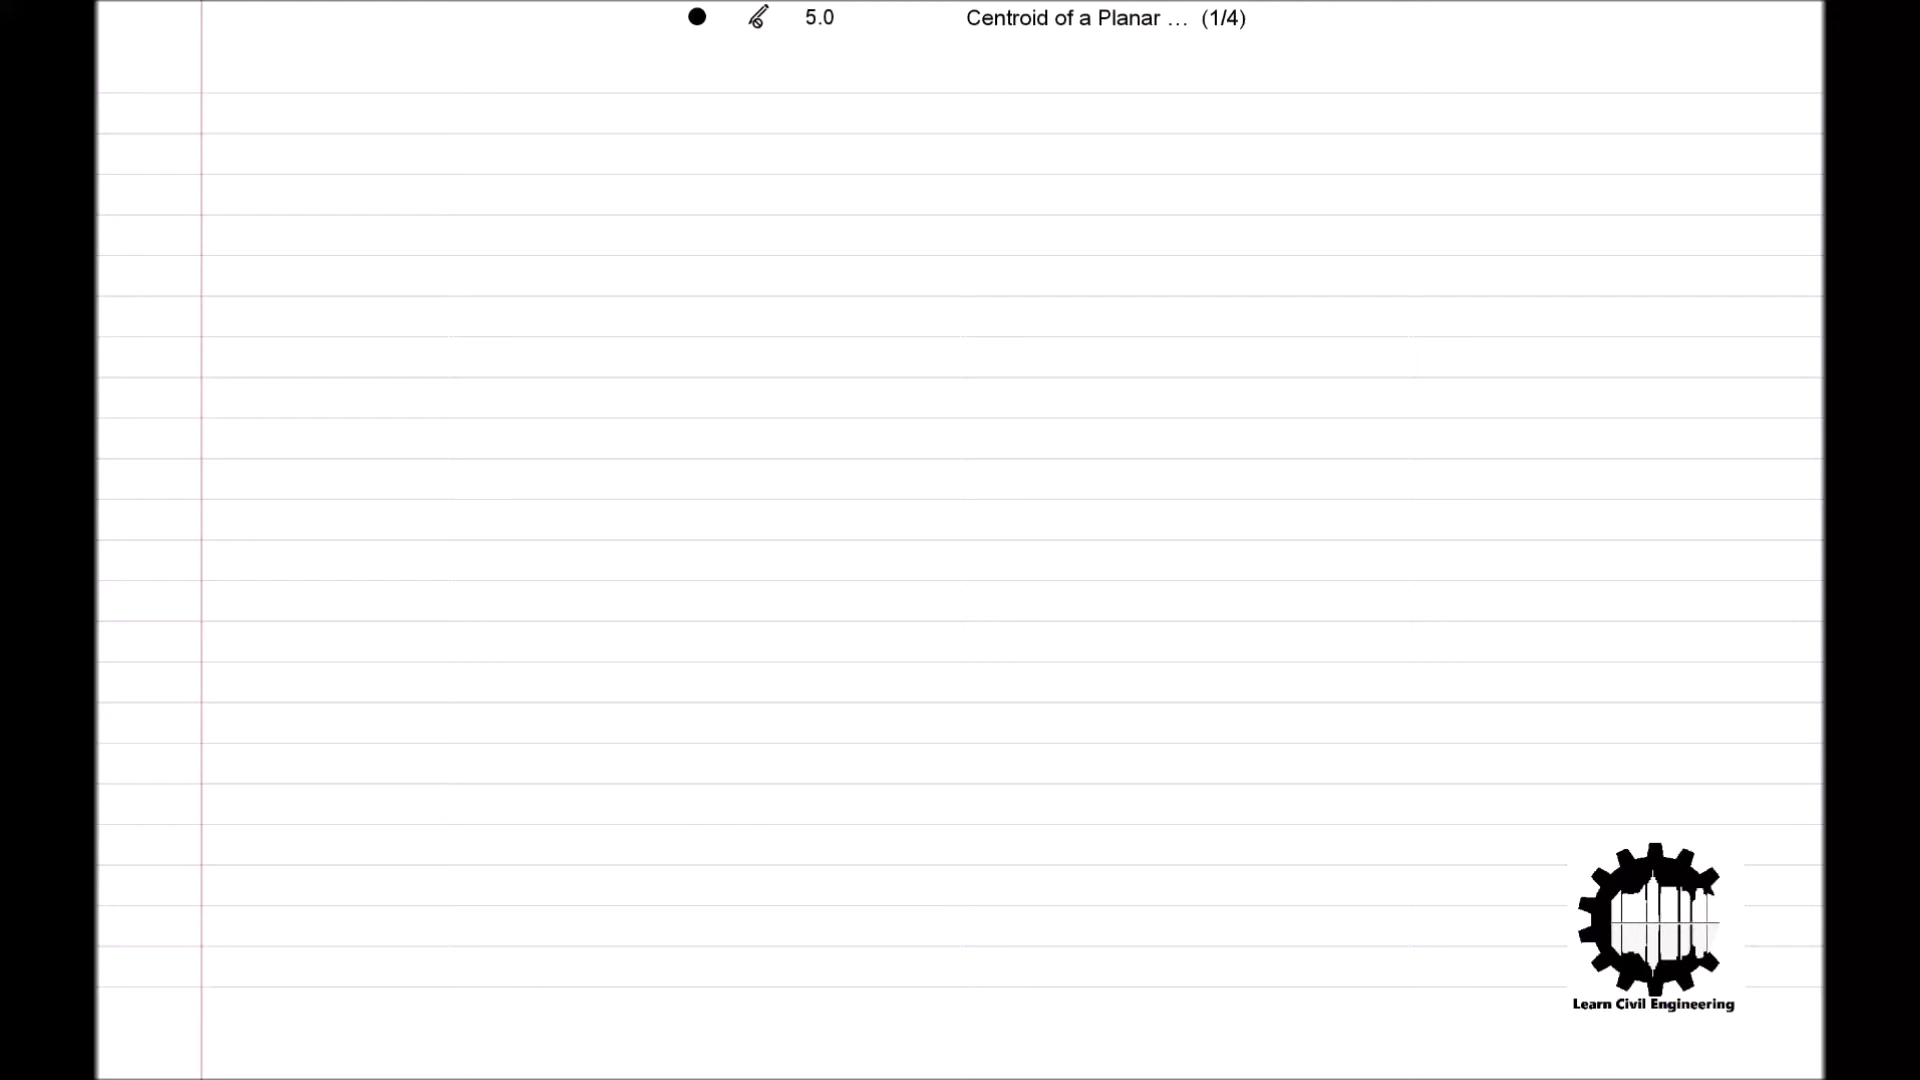 5.0 Centroid of a Planar ... (1/4)
Learn Civil Engineering